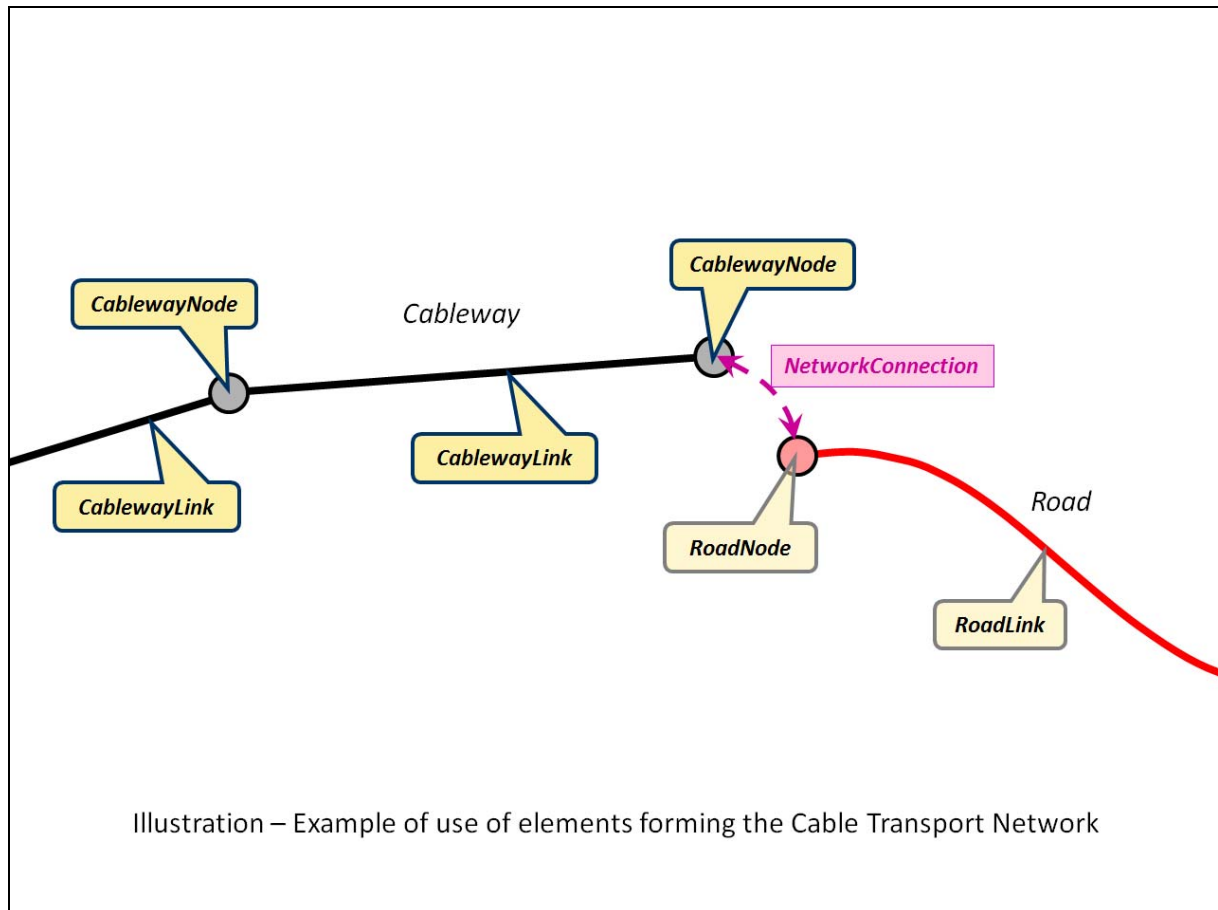 CablewayNode
CablewayNode
Cableway
NetworkConnection
CablewayLink
CablewayLink
Road
RoadNode
RoadLink
Illustration – Example of use of elements forming the Cable Transport Network